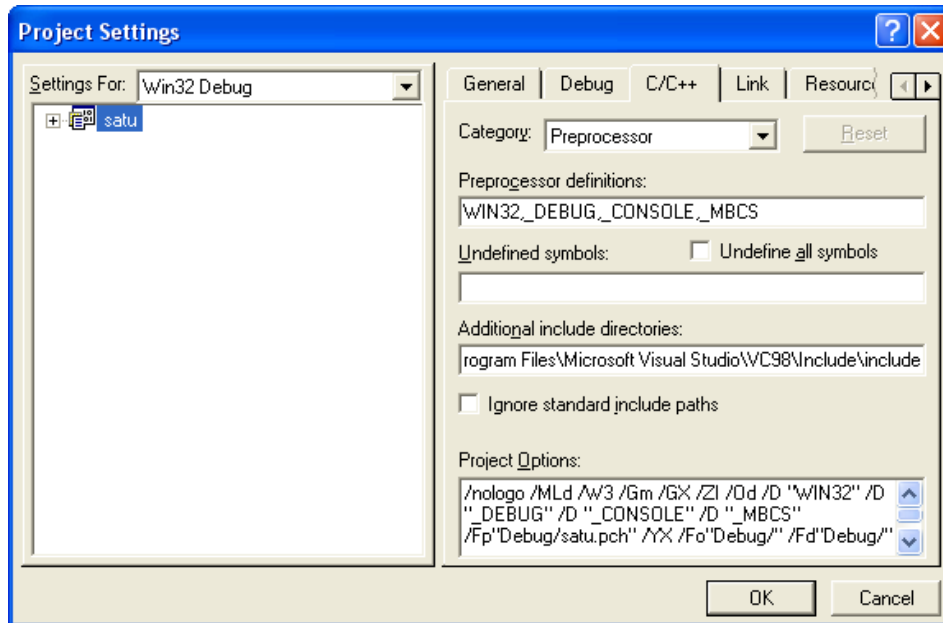 Project Settings
Settings For: Win32 Debug
satu
General Debug C/C++ Link Resourc
Category: Preprocessor Reset
Preprocessor definitions:
WIN32,_DEBUG,_CONSOLE,_MBCS
Undefined symbols: Undefine all symbols
Additional include directories:
rogram Files\Microsoft Visual Studio\VC98\Include\include
Ignore standard include paths
Project Options:
/nologo /MLd /W3 /Gm /GX /ZI /Od /D "WIN32" /D
"_DEBUG" /D "_CONSOLE" /D "_MBCS"
/Fp"Debug/satu.pch" /YX /Fo"Debug/" /Fd"Debug/"
OK Cancel